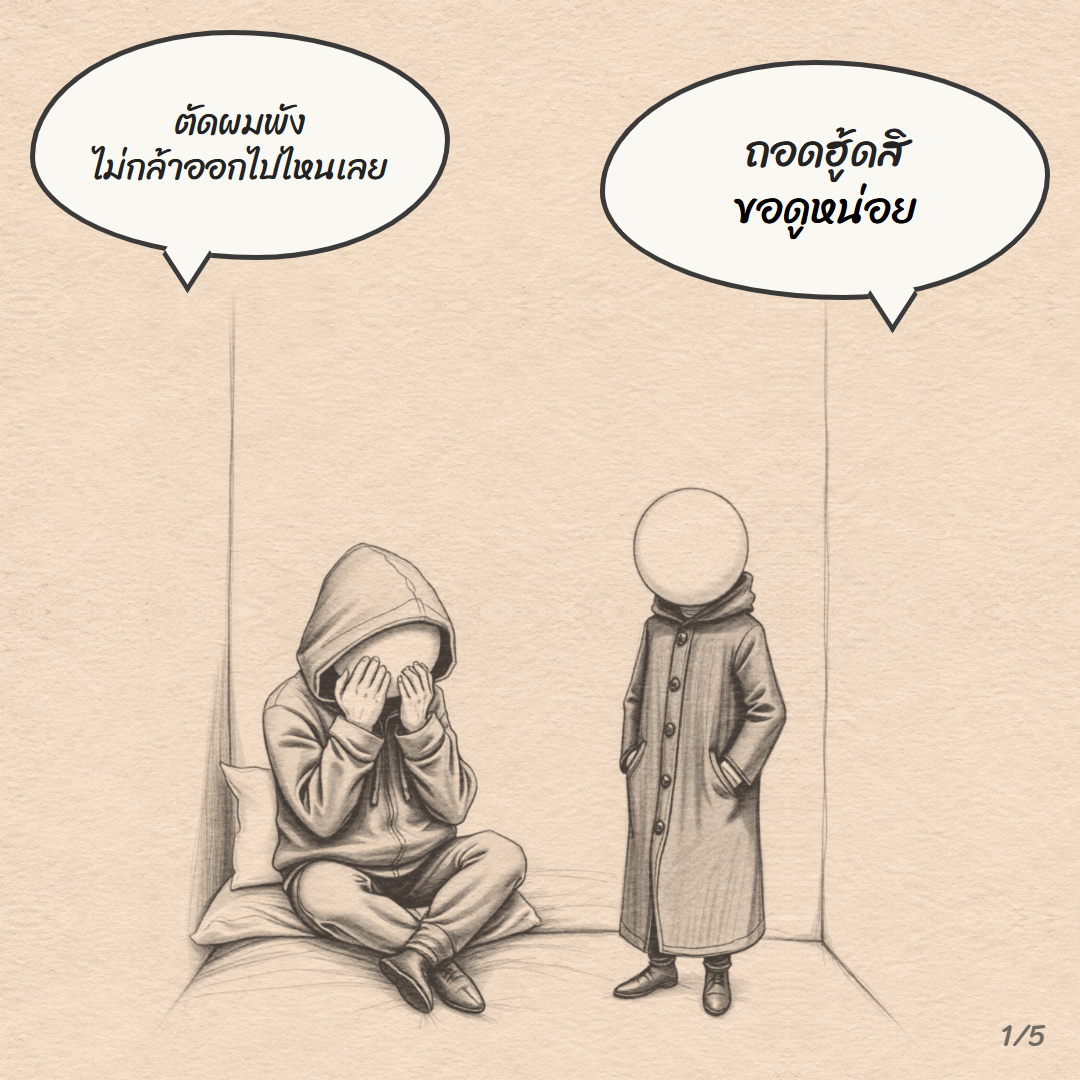 ตัดผมพัง
ไม่กล้าออกไปไหนเลย
ถอดฮู้ดสิ
ขอดูหน่อย
1/5